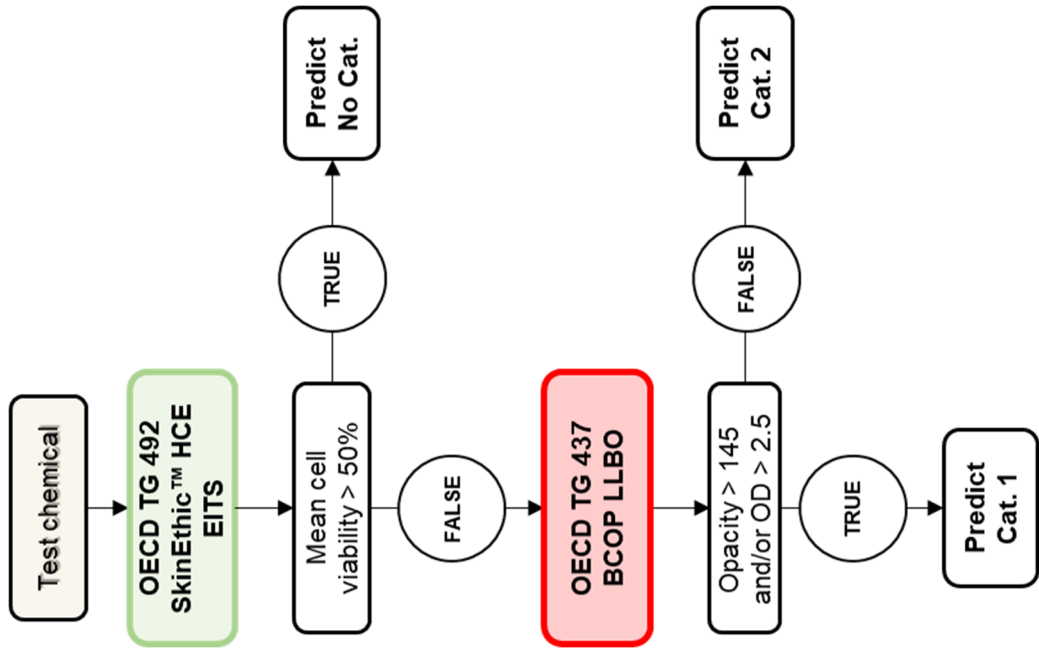 Test chemical
OECD TG 492
SkinEthic™ HCE
EITS
Mean cell
viability > 50%
TRUE
Predict
No Cat.
FALSE
OECD TG 437
BCOP LLBO
Opacity > 145
and/or OD > 2.5
FALSE
Predict
Cat. 2
TRUE
Predict
Cat. 1